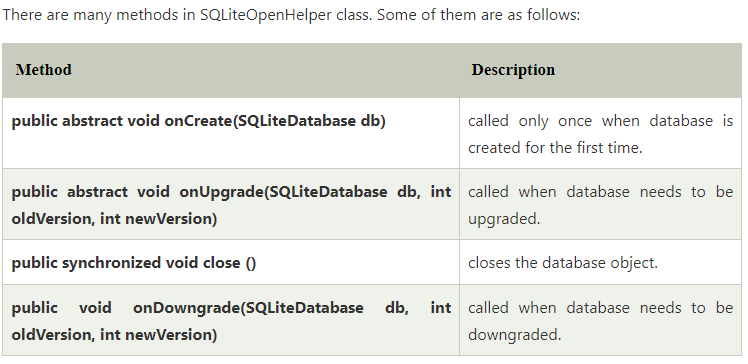 There are many methods in SQLiteOpenHelper class. Some of them are as follows:
Method
Description
public abstract void onCreate(SQLiteDatabase db)
called only once when database is
created for the first time.
public abstract void onUpgrade(SQLiteDatabase db, int
oldVersion, int newVersion)
called when database needs to be
upgraded.
public synchronized void close ()
closes the database object.
public void onDowngrade(SQLiteDatabase db, int
oldVersion, int newVersion)
called when database needs to be
downgraded.